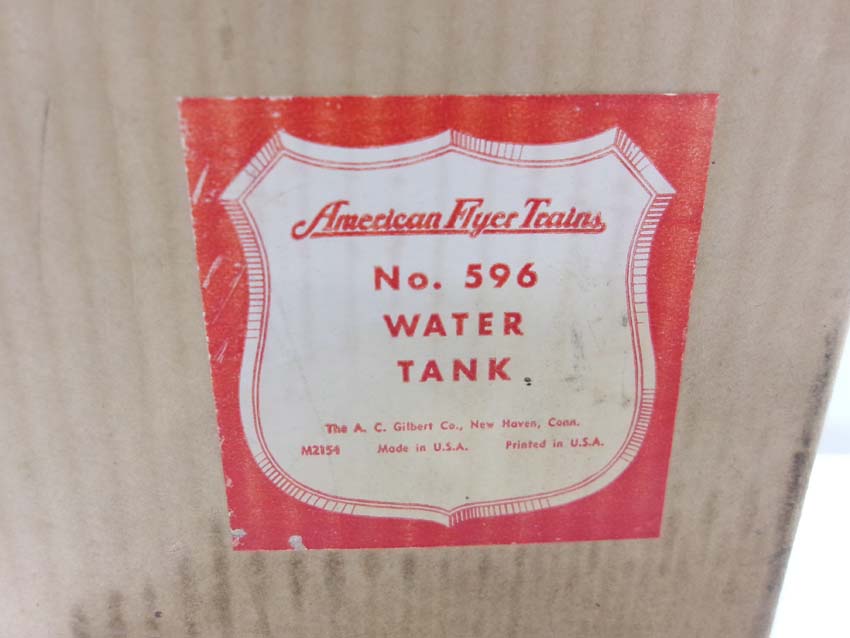 American Flyer Trains
No. 596
WATER
TANK
The A. C. Gilbert Co., New Haven, Conn.
M2154 Made in U.S.A. Printed in U.S.A.